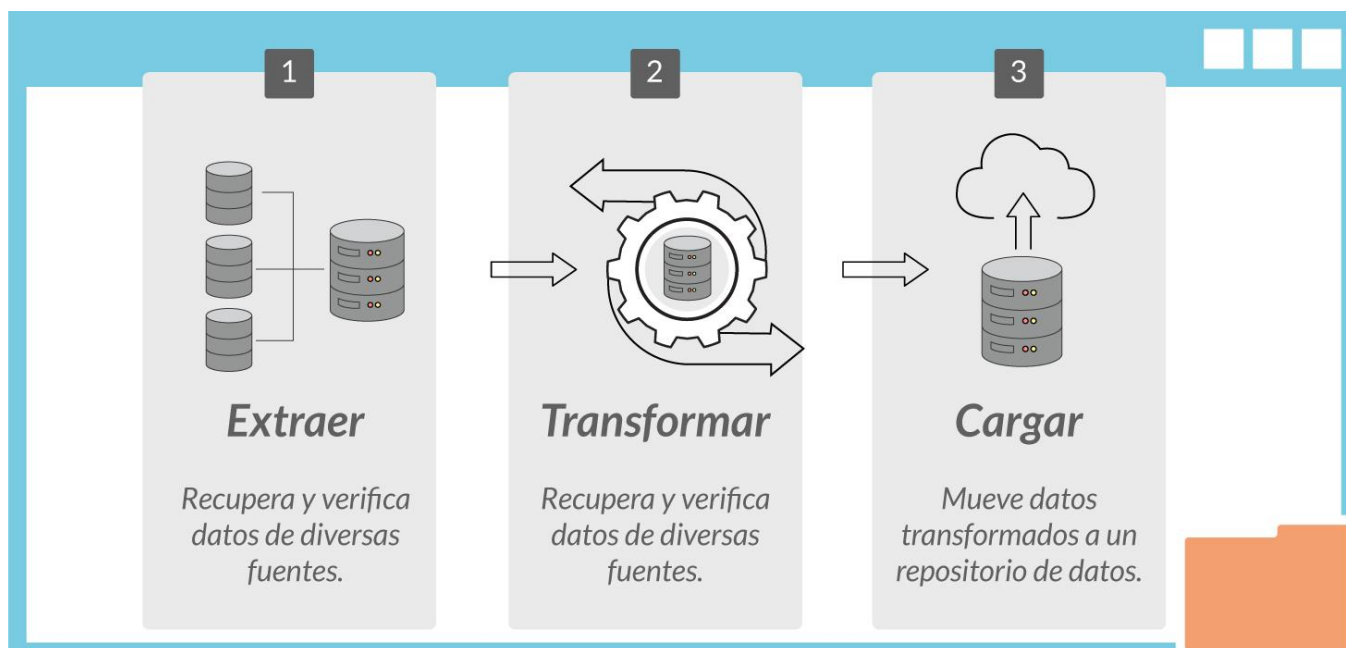 1
Extraer
Recupera y verifica
datos de diversas
fuentes.
2
Transformar
Recupera y verifica
datos de diversas
fuentes.
3
Cargar
Mueve datos
transformados a un
repositorio de datos.